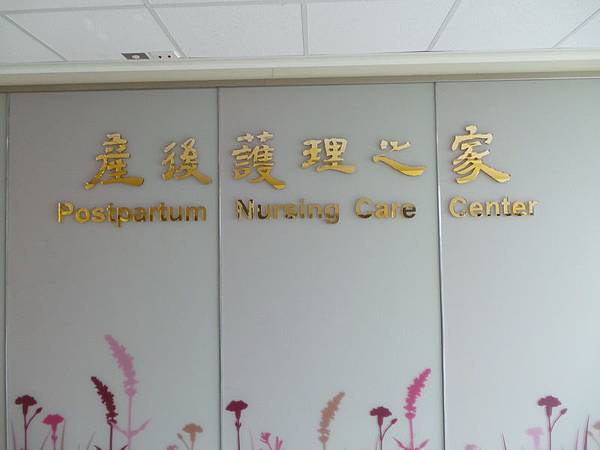 產後護理之家
Postpartum Nursing Care Center